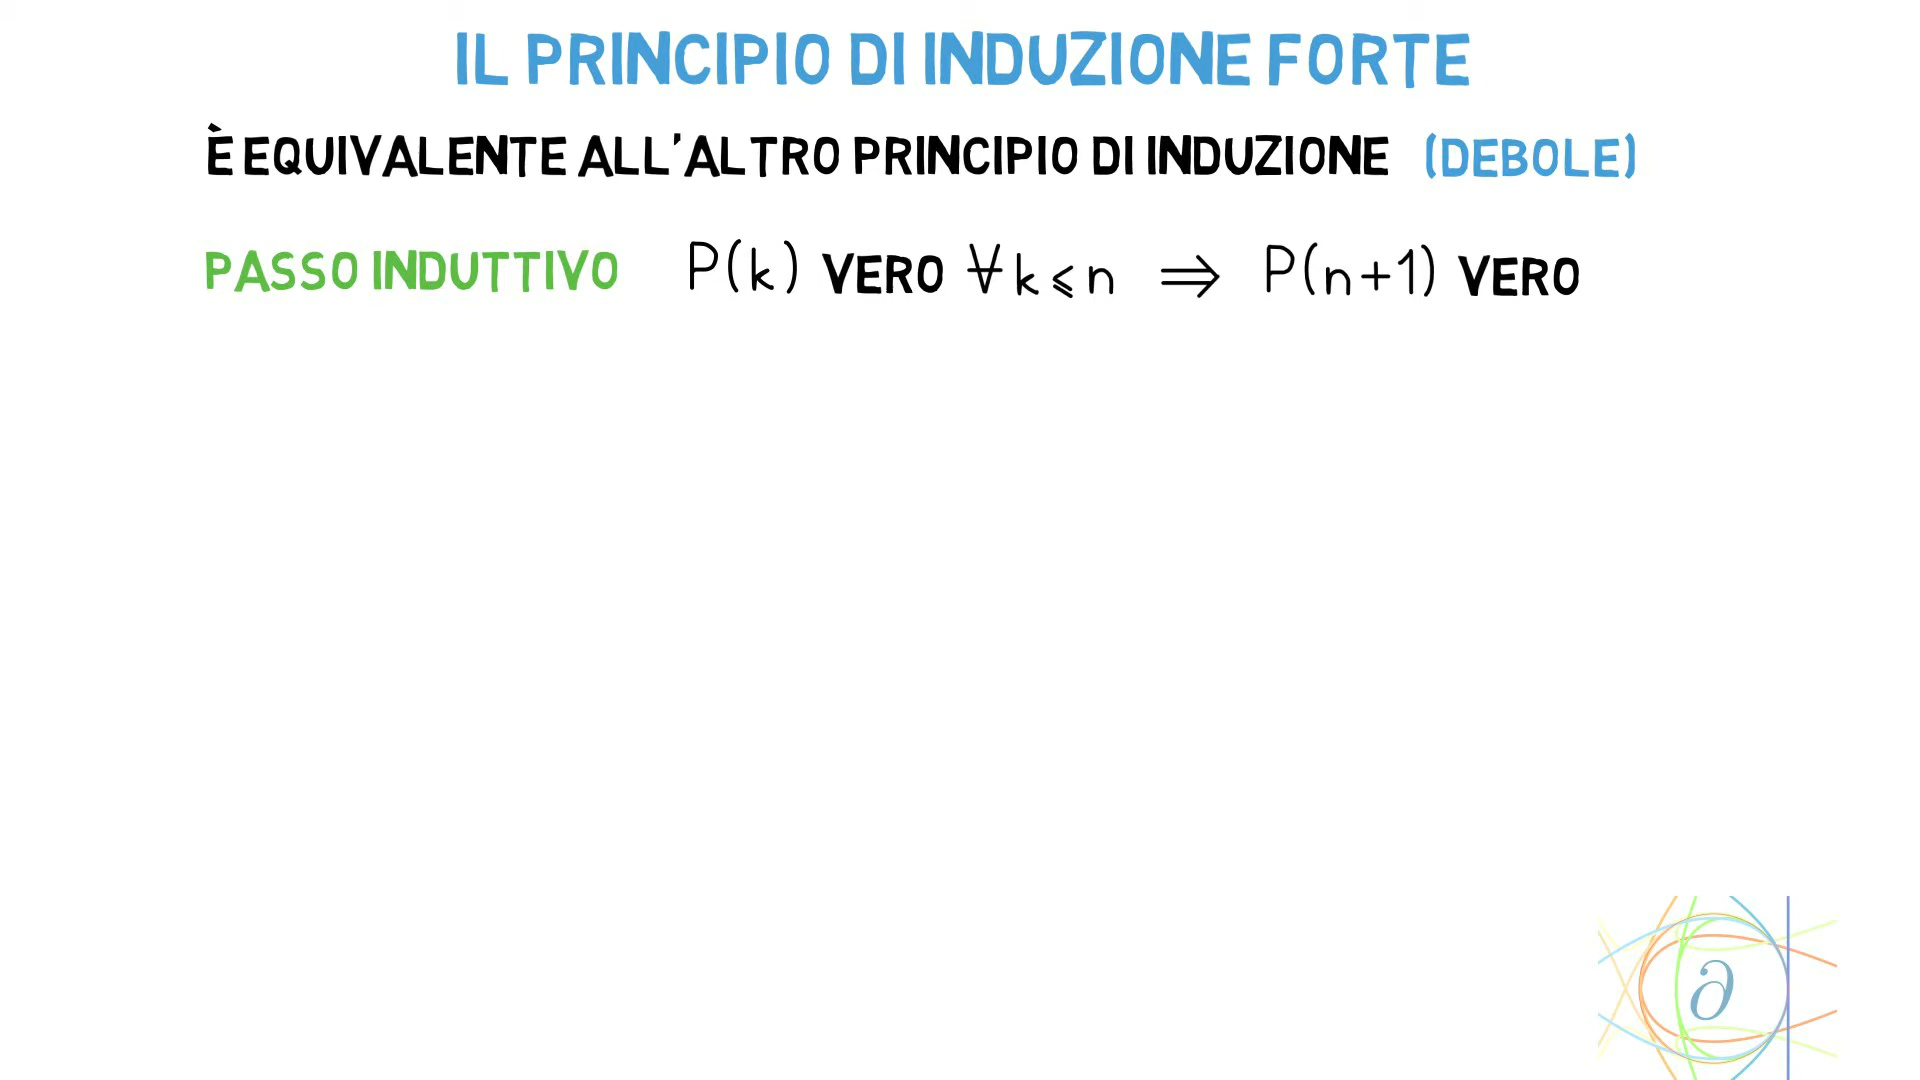 IL PRINCIPIO DI INDUZIONE FORTE
È EQUIVALENTE ALL'ALTRO PRINCIPIO DI INDUZIONE (DEBOLE)
PASSO INDUTTIVO P(k) VERO ∀k⩽n ⇒ P(n+1) VERO
∂